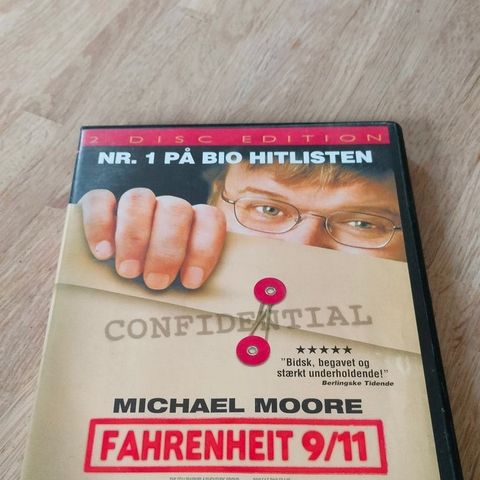 2 DISC EDITION
NR. 1 PÅ BIO HITLISTEN
CONFIDENTIAL
★★★★★
"Bidsk, begavet og
stærkt underholdende!"
Berlingske Tidende
MICHAEL MOORE
FAHRENHEIT 9/11